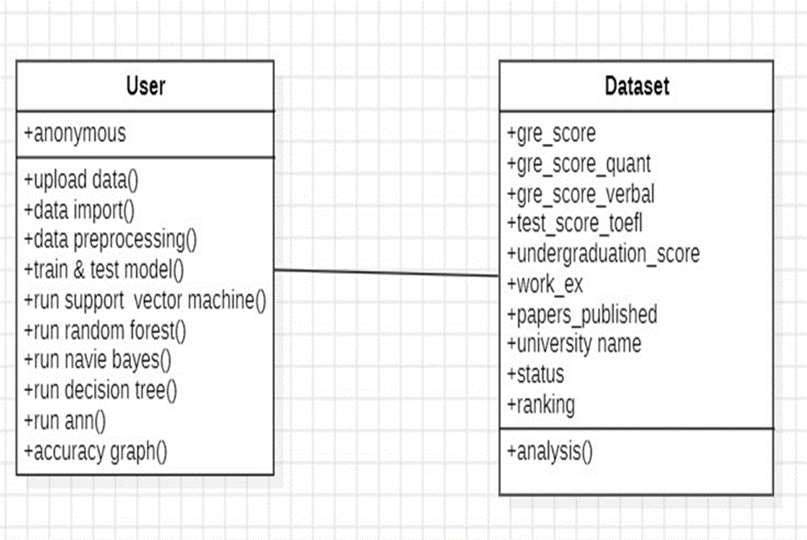 User
+anonymous
+upload data()
+data import()
+data preprocessing()
+train & test model()
+run support vector machine()
+run random forest()
+run navie bayes()
+run decision tree()
+run ann()
+accuracy graph()
Dataset
+gre_score
+gre_score_quant
+gre_score_verbal
+test_score_toefl
+undergraduation_score
+work_ex
+papers_published
+university name
+status
+ranking
+analysis()